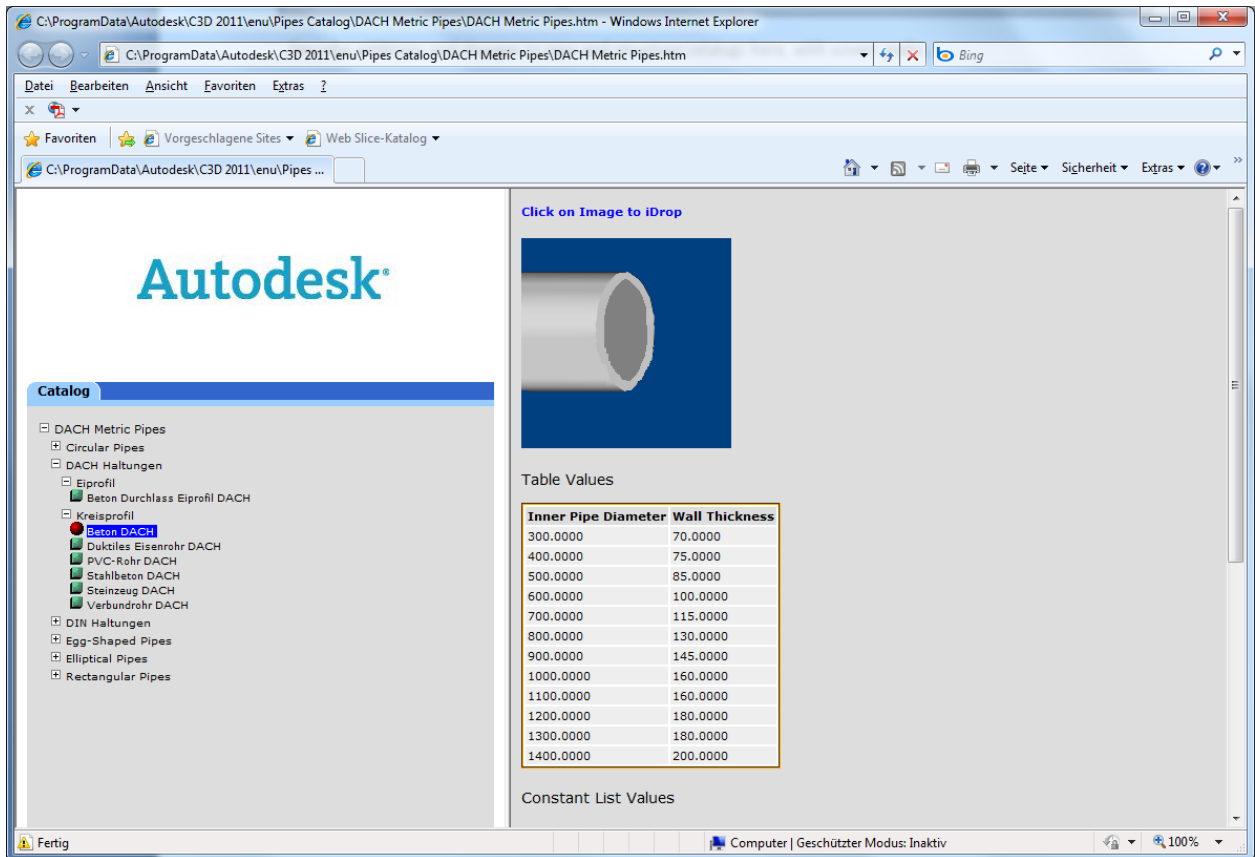 C:\ProgramData\Autodesk\C3D 2011\enu\Pipes Catalog\DACH Metric Pipes\DACH Metric Pipes.htm - Windows Internet Explorer
C:\ProgramData\Autodesk\C3D 2011\enu\Pipes Catalog\DACH Metric Pipes\DACH Metric Pipes.htm
Bing
Datei Bearbeiten Ansicht Favoriten Extras ?
x
Favoriten Vorgeschlagene Sites Web Slice-Katalog
C:\ProgramData\Autodesk\C3D 2011\enu\Pipes ...
Seite Sicherheit Extras
Autodesk®
Catalog
DACH Metric Pipes
Circular Pipes
DACH Haltungen
Eiprofil
Beton Durchlass Eiprofil DACH
Kreisprofil
Beton DACH
Duktiles Eisenrohr DACH
PVC-Rohr DACH
Stahlbeton DACH
Steinzeug DACH
Verbundrohr DACH
DIN Haltungen
Egg-Shaped Pipes
Elliptical Pipes
Rectangular Pipes
Click on Image to iDrop
Table Values
Inner Pipe Diameter Wall Thickness
300.0000 70.0000
400.0000 75.0000
500.0000 85.0000
600.0000 100.0000
700.0000 115.0000
800.0000 130.0000
900.0000 145.0000
1000.0000 160.0000
1100.0000 160.0000
1200.0000 180.0000
1300.0000 180.0000
1400.0000 200.0000
Constant List Values
Fertig
Computer | Geschützter Modus: Inaktiv
100%